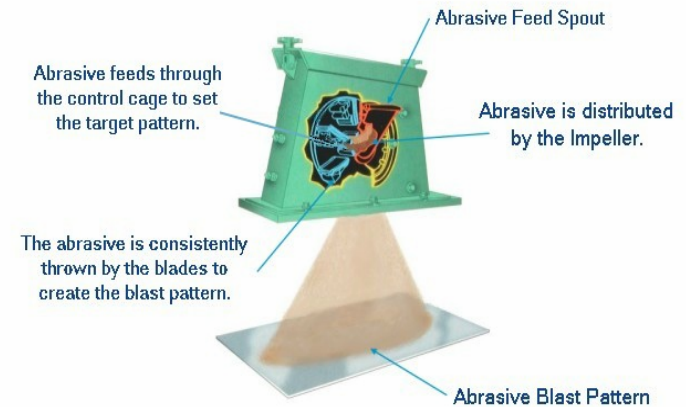 Abrasive Feed Spout
Abrasive feeds through
the control cage to set
the target pattern.
Abrasive is distributed
by the Impeller.
The abrasive is consistently
thrown by the blades to
create the blast pattern.
Abrasive Blast Pattern